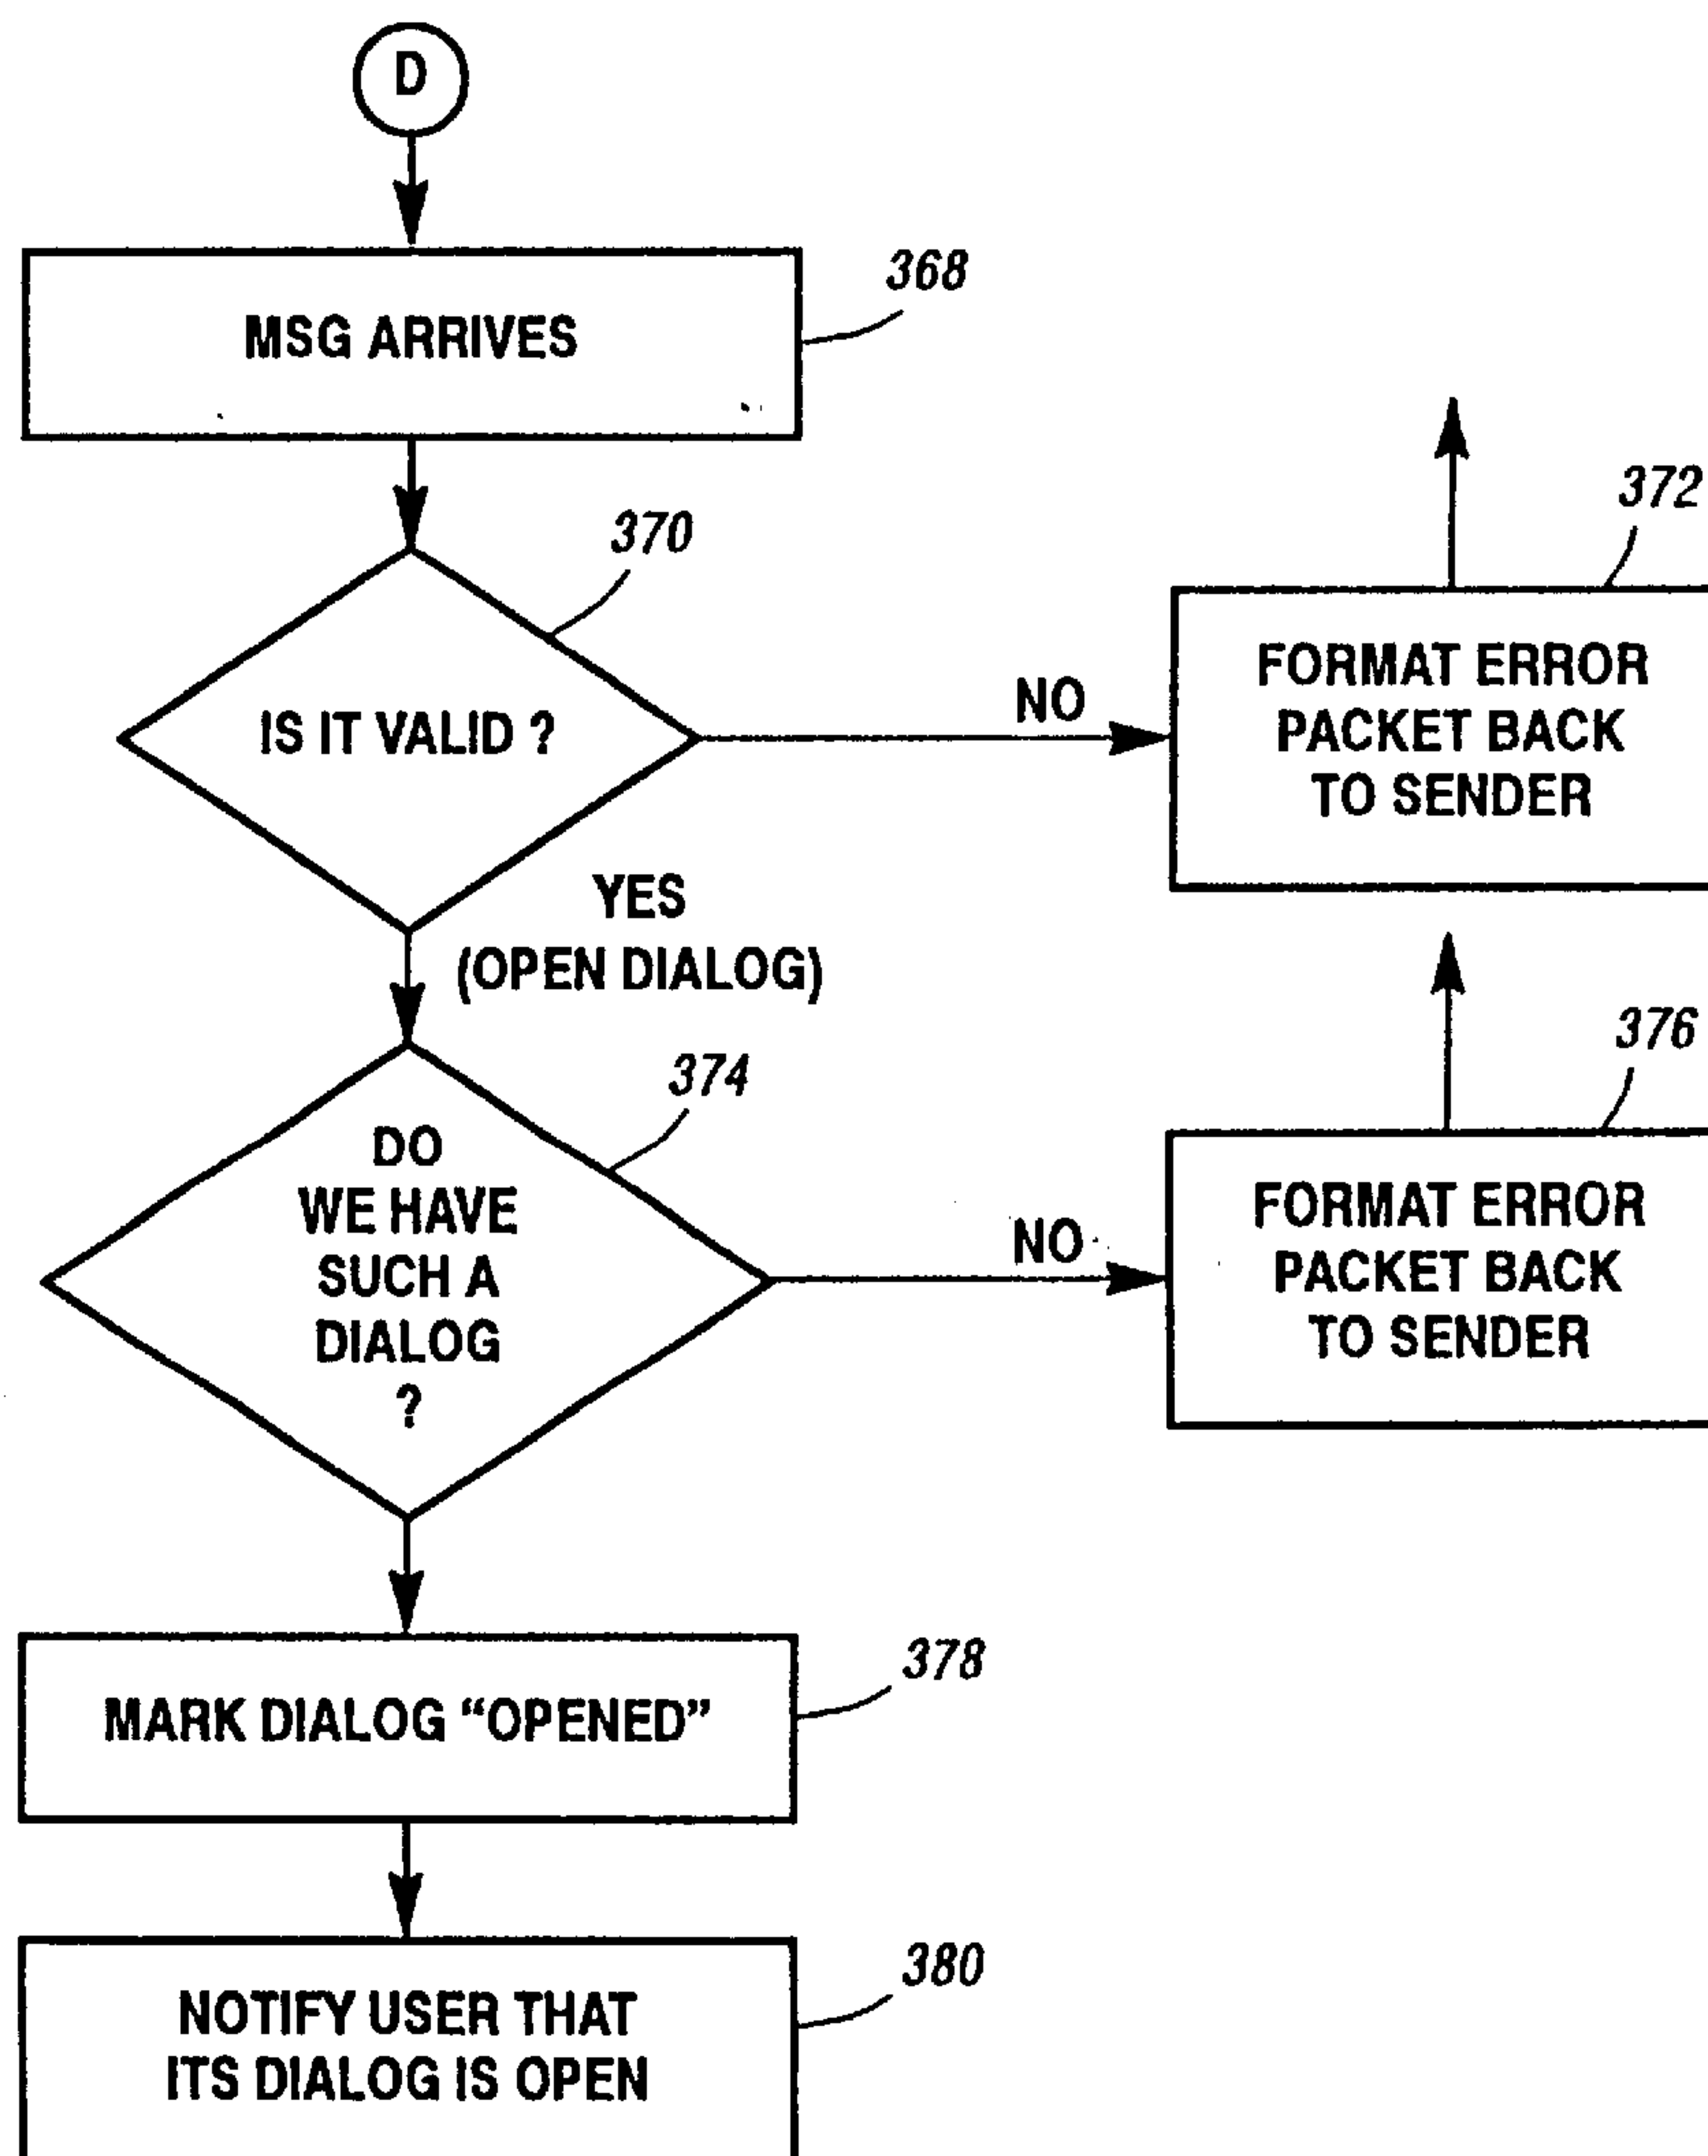 D
MSG ARRIVES
368
370
372
IS IT VALID ?
NO
FORMAT ERROR
PACKET BACK
TO SENDER
YES
(OPEN DIALOG)
374
376
DO
WE HAVE
SUCH A
DIALOG
?
NO
FORMAT ERROR
PACKET BACK
TO SENDER
378
MARK DIALOG “OPENED”
380
NOTIFY USER THAT
ITS DIALOG IS OPEN